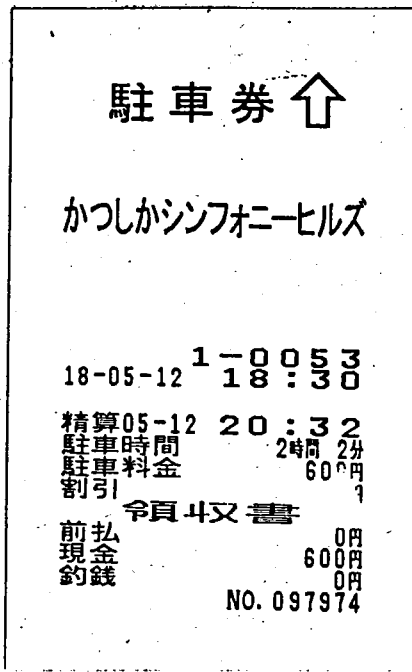 駐車券
かつしかシンフォニーヒルズ
1-0053
18-05-12 18:30
精算05-12 20:32
駐車時間 2時間 2分
駐車料金 600円
割引
領収書
前払 0円
現金 600円
釣銭 0円
NO.097974